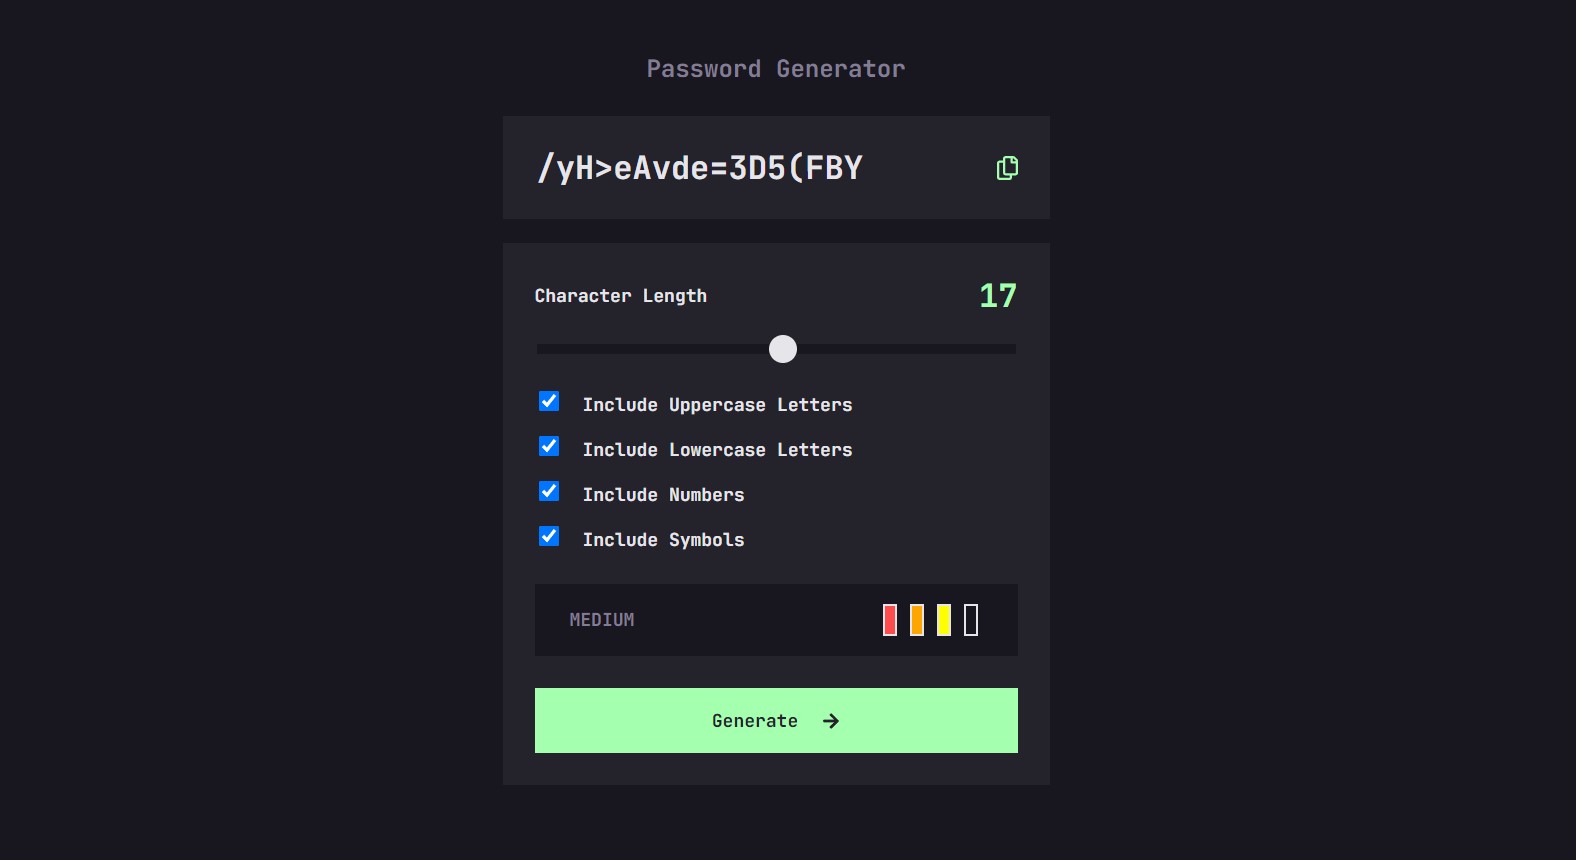 Password Generator
/yH>eAvde=3D5(FBY
Character Length
17
Include Uppercase Letters
Include Lowercase Letters
Include Numbers
Include Symbols
MEDIUM
Generate →